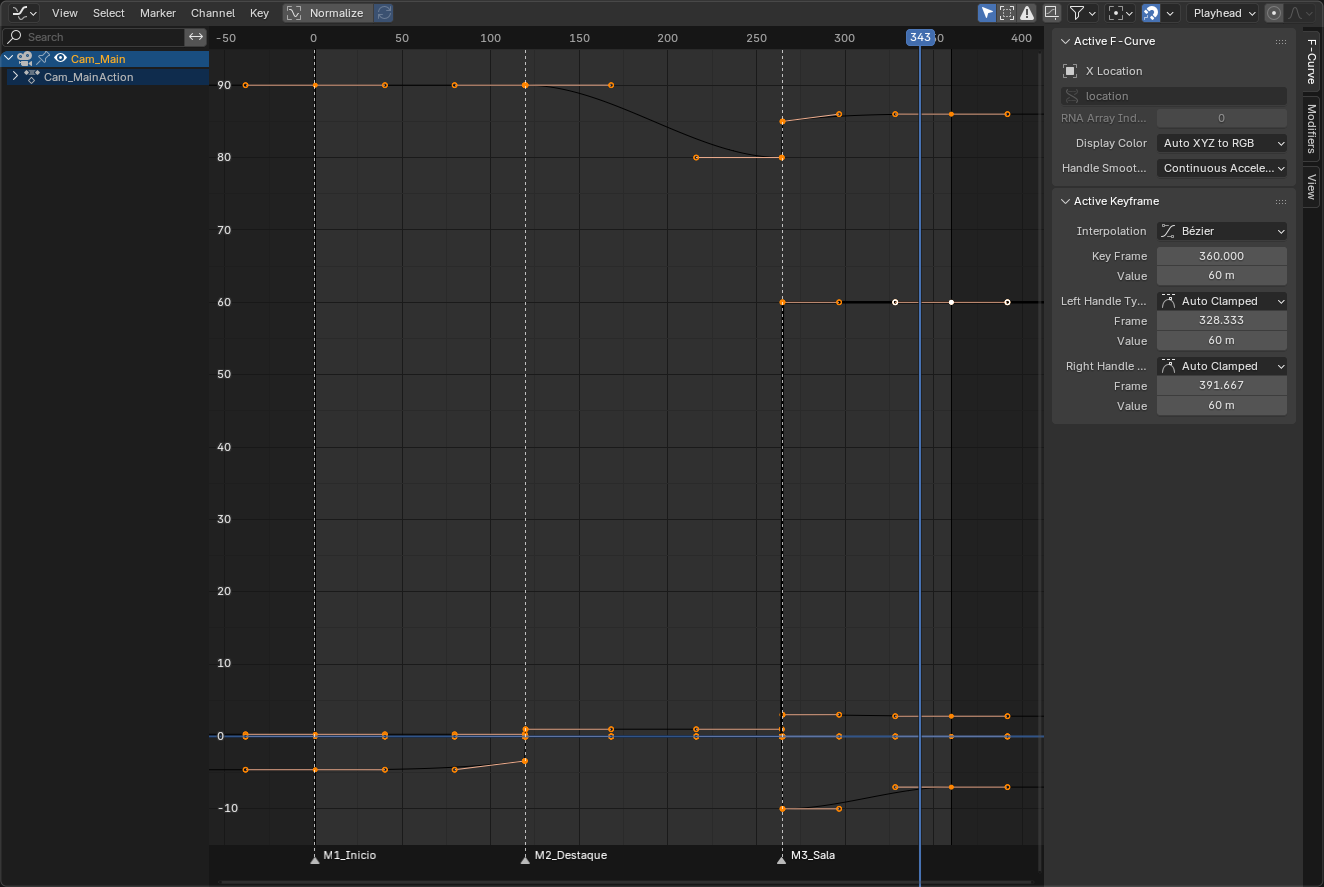 View Select Marker Channel Key Normalize Playhead
Search
-50 0 50 100 150 200 250 300 343 400
Cam_Main
Cam_MainAction
90
80
70
60
50
40
30
20
10
0
-10
M1_Inicio M2_Destaque M3_Sala
Active F-Curve
X Location
location
RNA Array Ind... 0
Display Color Auto XYZ to RGB
Handle Smoot... Continuous Accele...
Active Keyframe
Interpolation Bézier
Key Frame 360.000
Value 60 m
Left Handle Ty... Auto Clamped
Frame 328.333
Value 60 m
Right Handle ... Auto Clamped
Frame 391.667
Value 60 m
F-Curve
Modifiers
View